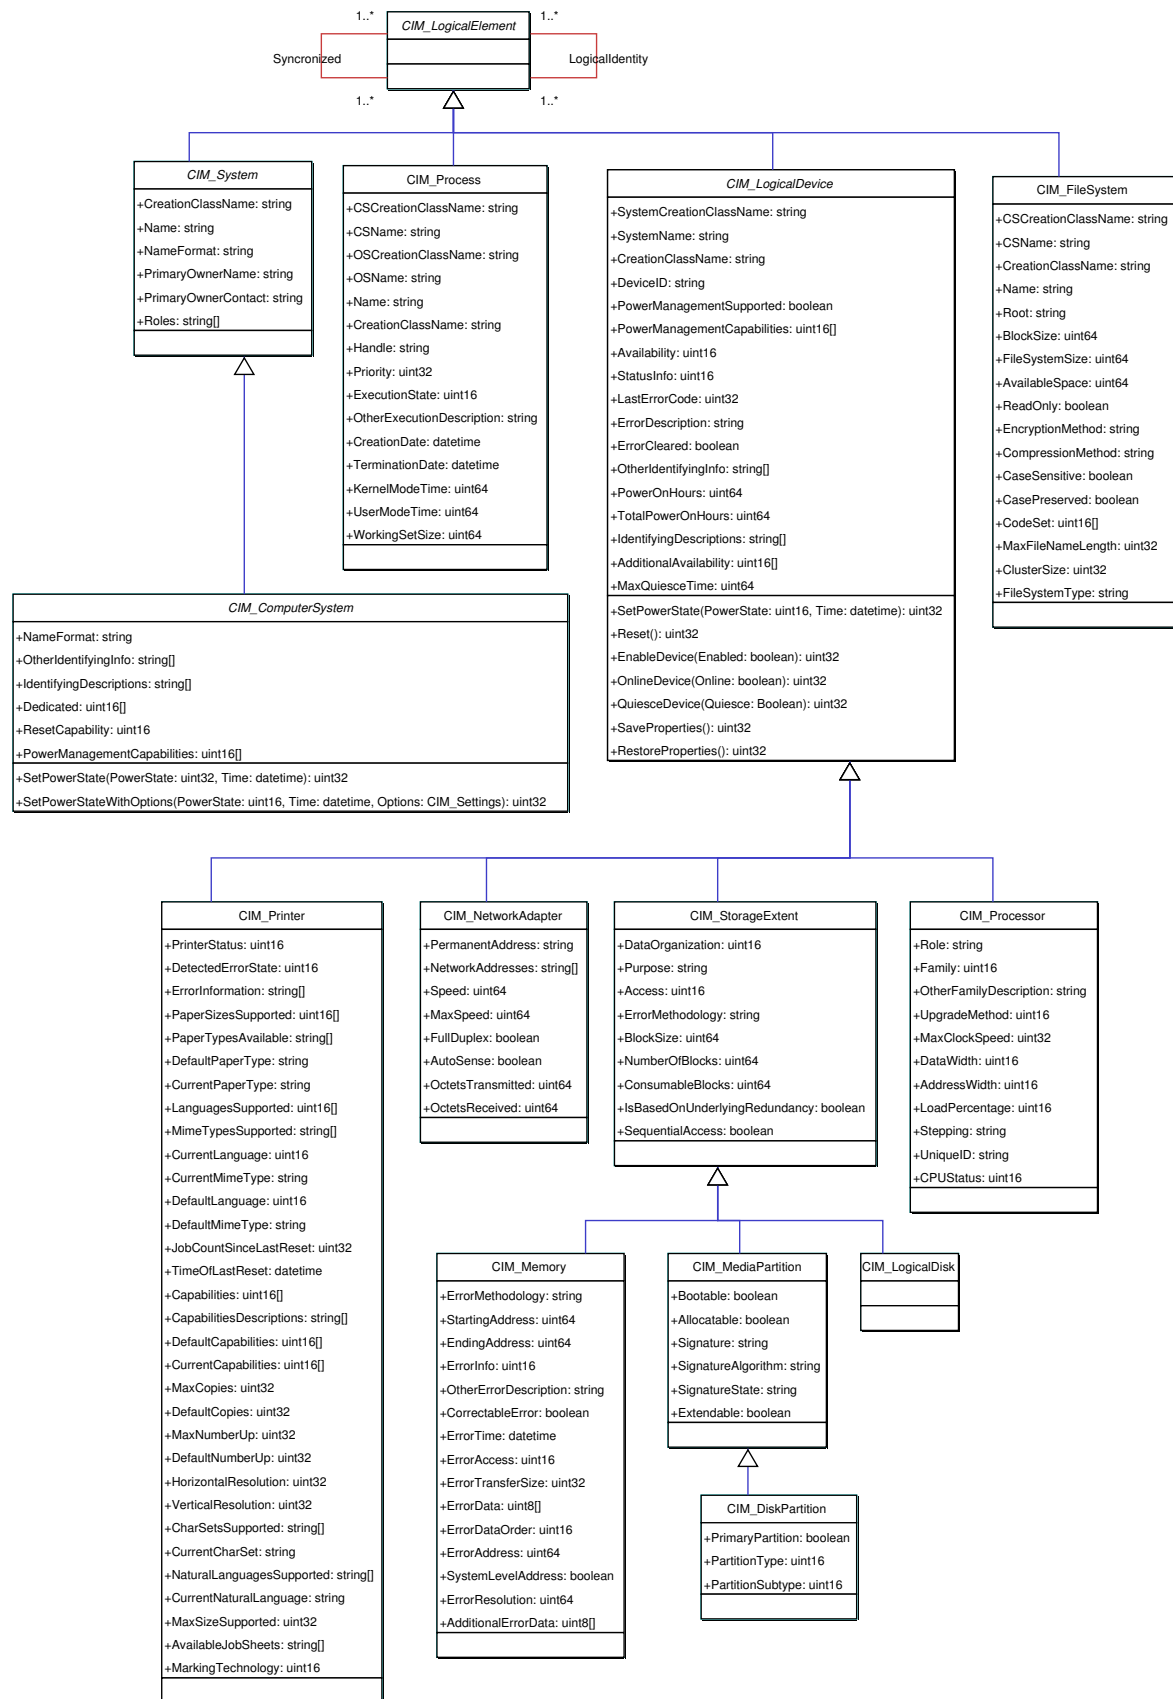 1..*
1..*
CIM_LogicalElement
Syncronized
LogicalIdentity
1..*
1..*
CIM_System
+CreationClassName: string
+Name: string
+NameFormat: string
+PrimaryOwnerName: string
+PrimaryOwnerContact: string
+Roles: string[]
CIM_Process
+CSCreationClassName: string
+CSName: string
+OSCreationClassName: string
+OSName: string
+Name: string
+CreationClassName: string
+Handle: string
+Priority: uint32
+ExecutionState: uint16
+OtherExecutionDescription: string
+CreationDate: datetime
+TerminationDate: datetime
+KernelModeTime: uint64
+UserModeTime: uint64
+WorkingSetSize: uint64
CIM_LogicalDevice
+SystemCreationClassName: string
+SystemName: string
+CreationClassName: string
+DeviceID: string
+PowerManagementSupported: boolean
+PowerManagementCapabilities: uint16[]
+Availability: uint16
+StatusInfo: uint16
+LastErrorCode: uint32
+ErrorDescription: string
+ErrorCleared: boolean
+OtherIdentifyingInfo: string[]
+PowerOnHours: uint64
+TotalPowerOnHours: uint64
+IdentifyingDescriptions: string[]
+AdditionalAvailability: uint16[]
+MaxQuiesceTime: uint64
+SetPowerState(PowerState: uint16, Time: datetime): uint32
+Reset(): uint32
+EnableDevice(Enabled: boolean): uint32
+OnlineDevice(Online: boolean): uint32
+QuiesceDevice(Quiesce: Boolean): uint32
+SaveProperties(): uint32
+RestoreProperties(): uint32
CIM_FileSystem
+CSCreationClassName: string
+CSName: string
+CreationClassName: string
+Name: string
+Root: string
+BlockSize: uint64
+FileSystemSize: uint64
+AvailableSpace: uint64
+ReadOnly: boolean
+EncryptionMethod: string
+CompressionMethod: string
+CaseSensitive: boolean
+CasePreserved: boolean
+CodeSet: uint16[]
+MaxFileNameLength: uint32
+ClusterSize: uint32
+FileSystemType: string
CIM_ComputerSystem
+NameFormat: string
+OtherIdentifyingInfo: string[]
+IdentifyingDescriptions: string[]
+Dedicated: uint16[]
+ResetCapability: uint16
+PowerManagementCapabilities: uint16[]
+SetPowerState(PowerState: uint32, Time: datetime): uint32
+SetPowerStateWithOptions(PowerState: uint16, Time: datetime, Options: CIM_Settings): uint32
CIM_Printer
+PrinterStatus: uint16
+DetectedErrorState: uint16
+ErrorInformation: string[]
+PaperSizesSupported: uint16[]
+PaperTypesAvailable: string[]
+DefaultPaperType: string
+CurrentPaperType: string
+LanguagesSupported: uint16[]
+MimeTypesSupported: string[]
+CurrentLanguage: uint16
+CurrentMimeType: string
+DefaultLanguage: uint16
+DefaultMimeType: string
+JobCountSinceLastReset: uint32
+TimeOfLastReset: datetime
+Capabilities: uint16[]
+CapabilitiesDescriptions: string[]
+DefaultCapabilities: uint16[]
+CurrentCapabilities: uint16[]
+MaxCopies: uint32
+DefaultCopies: uint32
+MaxNumberUp: uint32
+DefaultNumberUp: uint32
+HorizontalResolution: uint32
+VerticalResolution: uint32
+CharSetsSupported: string[]
+CurrentCharSet: string
+NaturalLanguagesSupported: string[]
+CurrentNaturalLanguage: string
+MaxSizeSupported: uint32
+AvailableJobSheets: string[]
+MarkingTechnology: uint16
CIM_NetworkAdapter
+PermanentAddress: string
+NetworkAddresses: string[]
+Speed: uint64
+MaxSpeed: uint64
+FullDuplex: boolean
+AutoSense: boolean
+OctetsTransmitted: uint64
+OctetsReceived: uint64
CIM_StorageExtent
+DataOrganization: uint16
+Purpose: string
+Access: uint16
+ErrorMethodology: string
+BlockSize: uint64
+NumberOfBlocks: uint64
+ConsumableBlocks: uint64
+IsBasedOnUnderlyingRedundancy: boolean
+SequentialAccess: boolean
CIM_Processor
+Role: string
+Family: uint16
+OtherFamilyDescription: string
+UpgradeMethod: uint16
+MaxClockSpeed: uint32
+DataWidth: uint16
+AddressWidth: uint16
+LoadPercentage: uint16
+Stepping: string
+UniqueID: string
+CPUStatus: uint16
CIM_Memory
+ErrorMethodology: string
+StartingAddress: uint64
+EndingAddress: uint64
+ErrorInfo: uint16
+OtherErrorDescription: string
+CorrectableError: boolean
+ErrorTime: datetime
+ErrorAccess: uint16
+ErrorTransferSize: uint32
+ErrorData: uint8[]
+ErrorDataOrder: uint16
+ErrorAddress: uint64
+SystemLevelAddress: boolean
+ErrorResolution: uint64
+AdditionalErrorData: uint8[]
CIM_MediaPartition
+Bootable: boolean
+Allocatable: boolean
+Signature: string
+SignatureAlgorithm: string
+SignatureState: string
+Extendable: boolean
CIM_LogicalDisk
CIM_DiskPartition
+PrimaryPartition: boolean
+PartitionType: uint16
+PartitionSubtype: uint16